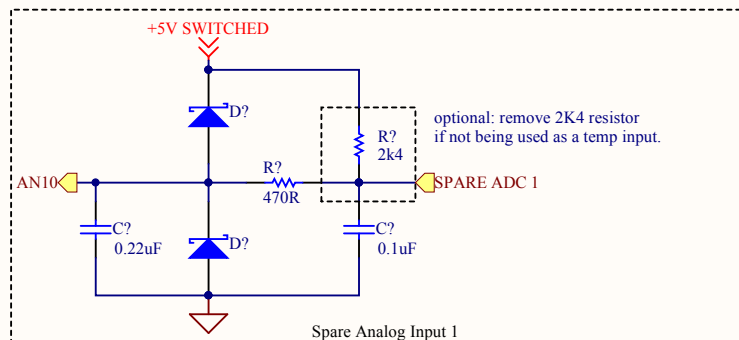 +5V SWITCHED
D?
optional: remove 2K4 resistor
if not being used as a temp input.
R?
2k4
AN10
R?
470R
SPARE ADC 1
C?
0.22uF
D?
C?
0.1uF
Spare Analog Input 1